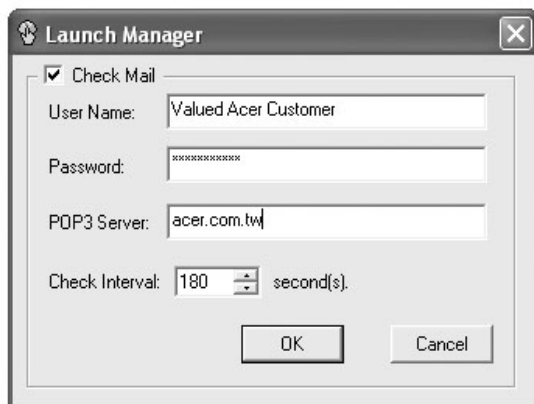 Launch Manager
Check Mail
User Name: Valued Acer Customer
Password: ***********
POP3 Server: acer.com.tw
Check Interval: 180 second(s).
OK Cancel